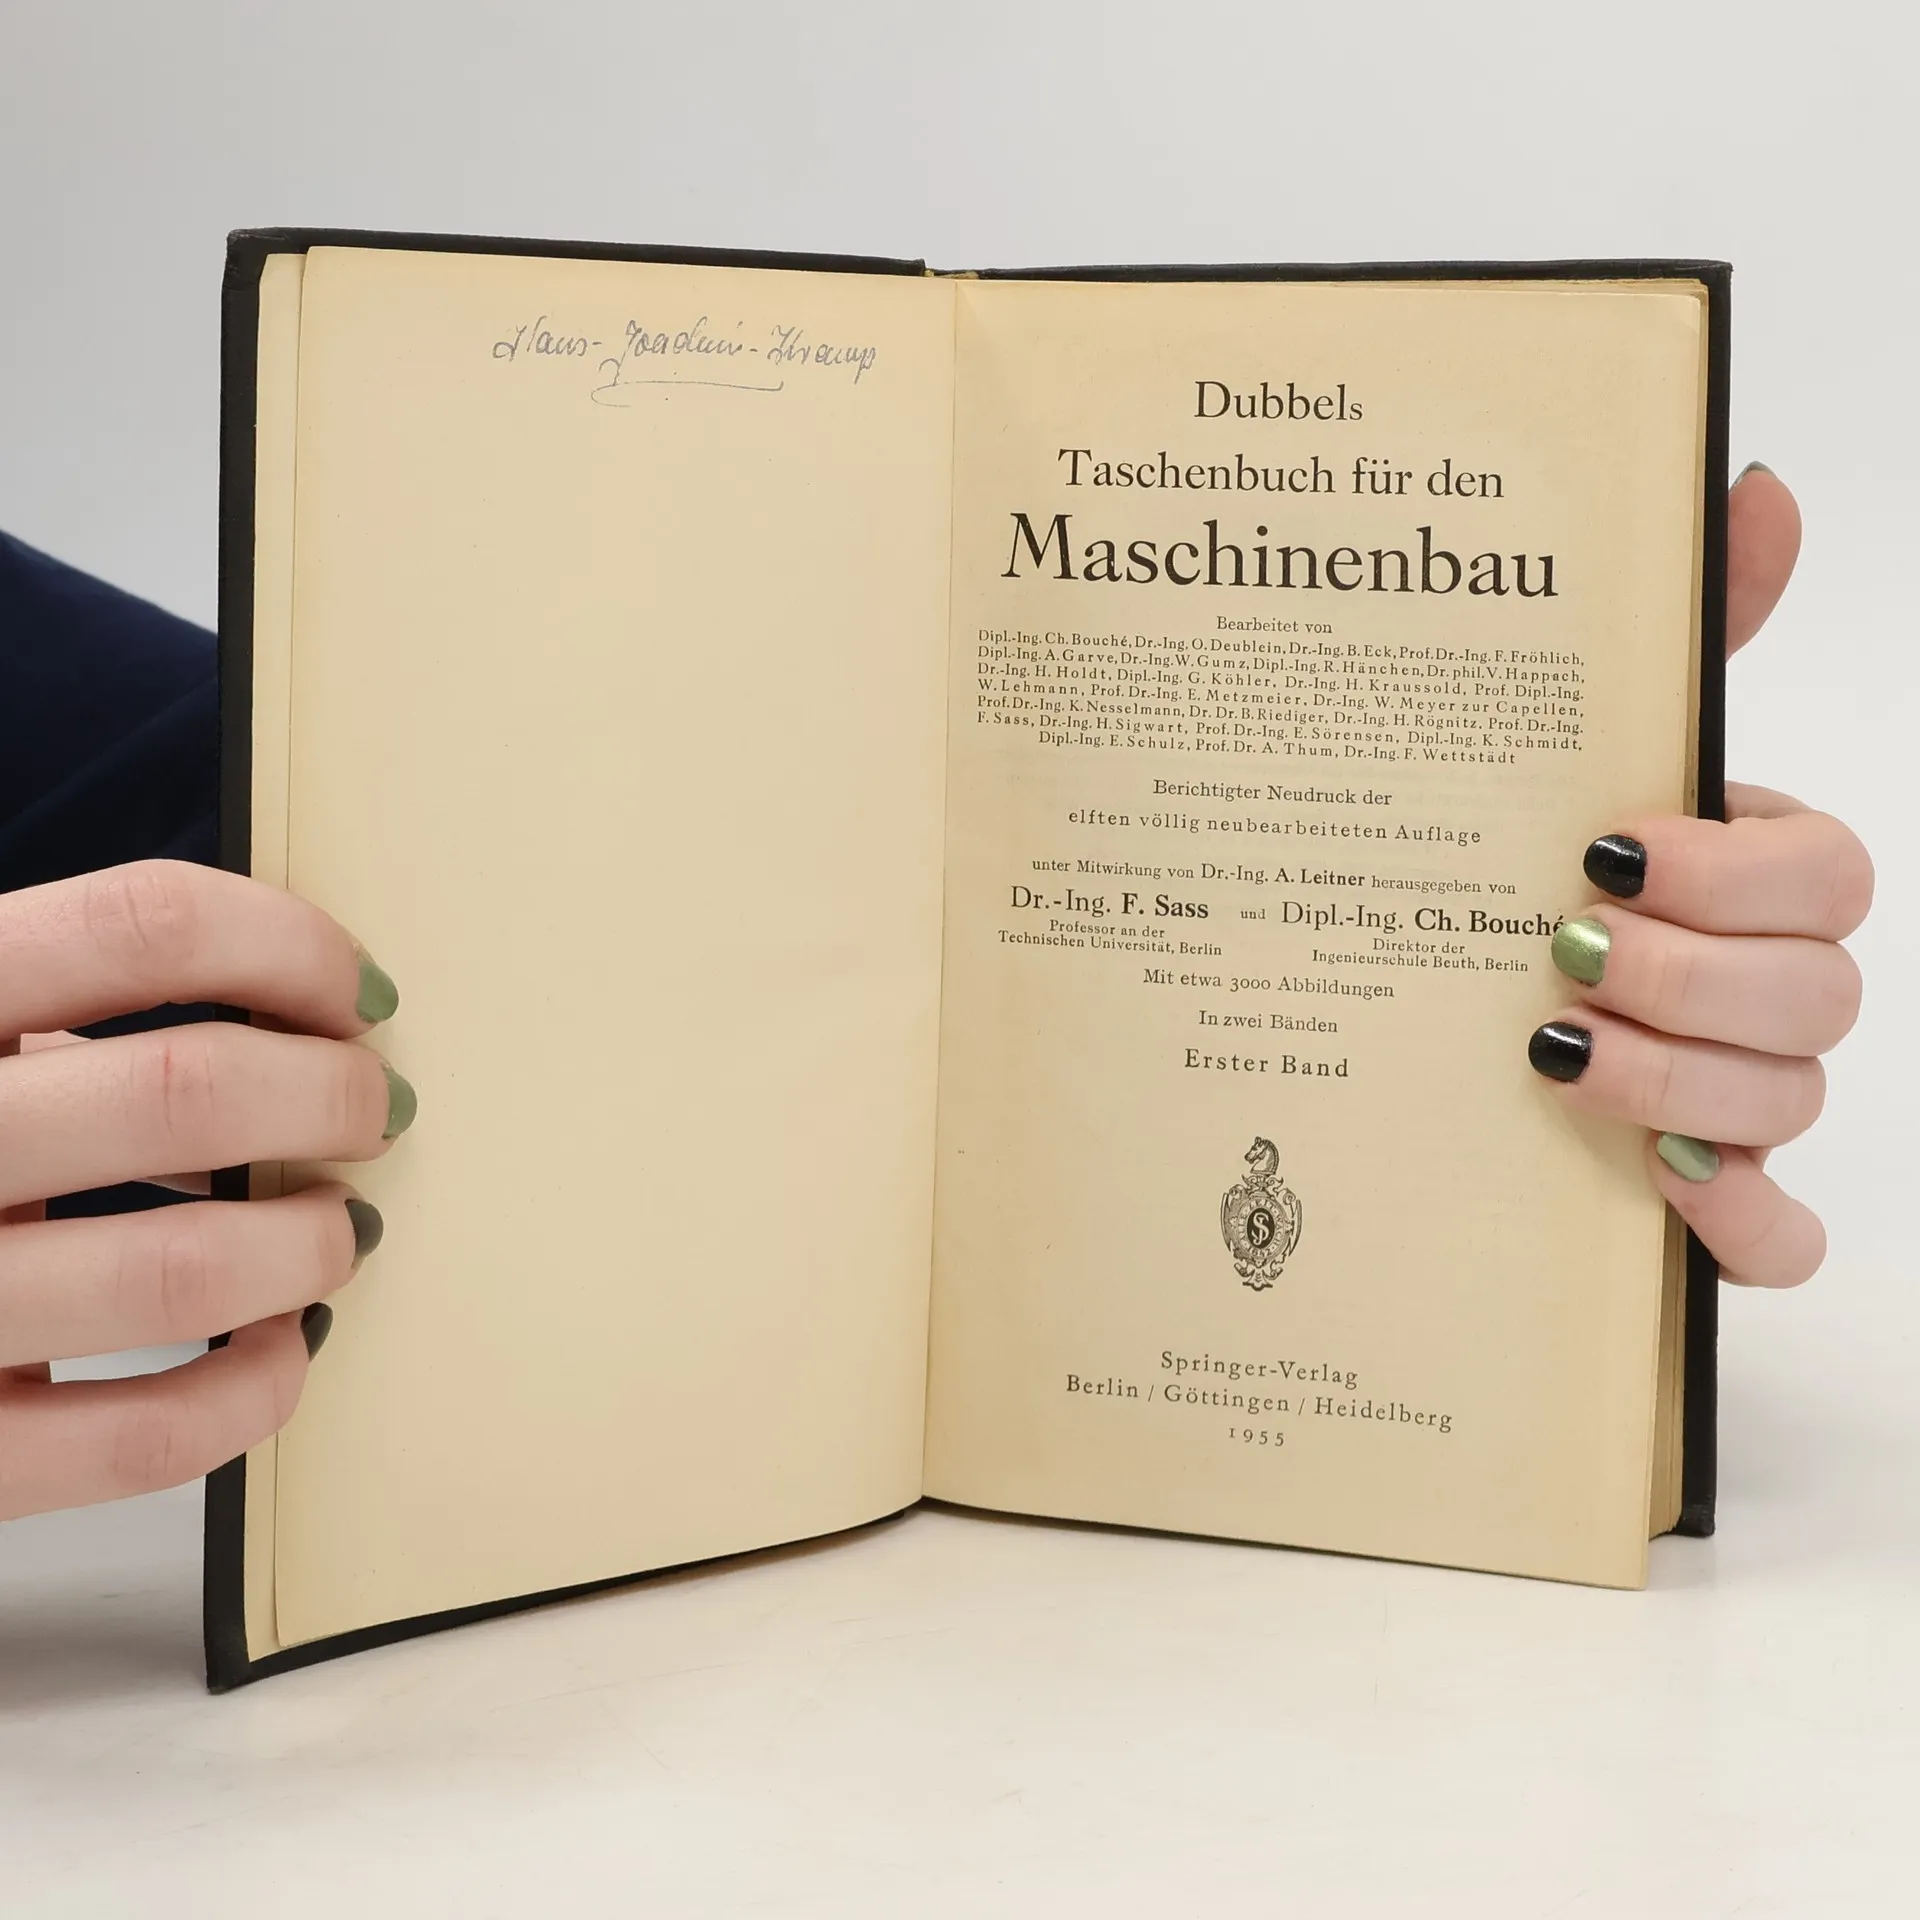 Hans-Joachim-Kramp
Dubbels
Taschenbuch für den
Maschinenbau
Bearbeitet von
Dipl.-Ing. Ch. Bouché, Dr.-Ing. O. Deublein, Dr.-Ing. B. Eck, Prof. Dr.-Ing. F. Fröhlich,
Dipl.-Ing. A. Garve, Dr.-Ing. W. Gumz, Dipl.-Ing. R. Hänchen, Dr. phil. V. Happach,
Dr.-Ing. H. Holdt, Dipl.-Ing. G. Köhler, Dr.-Ing. H. Kraussold, Prof. Dipl.-Ing.
W. Lehmann, Prof. Dr.-Ing. E. Metzmeier, Dr.-Ing. W. Meyer zur Capellen,
Prof. Dr.-Ing. K. Nesselmann, Dr. Dr. B. Riediger, Dr.-Ing. H. Rögnitz, Prof. Dr.-Ing.
F. Sass, Dr.-Ing. H. Sigwart, Prof. Dr.-Ing. E. Sörensen, Dipl.-Ing. K. Schmidt,
Dipl.-Ing. E. Schulz, Prof. Dr. A. Thum, Dr.-Ing. F. Wettstädt
Berichtigter Neudruck der
elften völlig neubearbeiteten Auflage
unter Mitwirkung von Dr.-Ing. A. Leitner herausgegeben von
Dr.-Ing. F. Sass und Dipl.-Ing. Ch. Bouché
Professor an der
Technischen Universität, Berlin
Direktor der
Ingenieurschule Beuth, Berlin
Mit etwa 3000 Abbildungen
In zwei Bänden
Erster Band
Springer-Verlag
Berlin / Göttingen / Heidelberg
1955